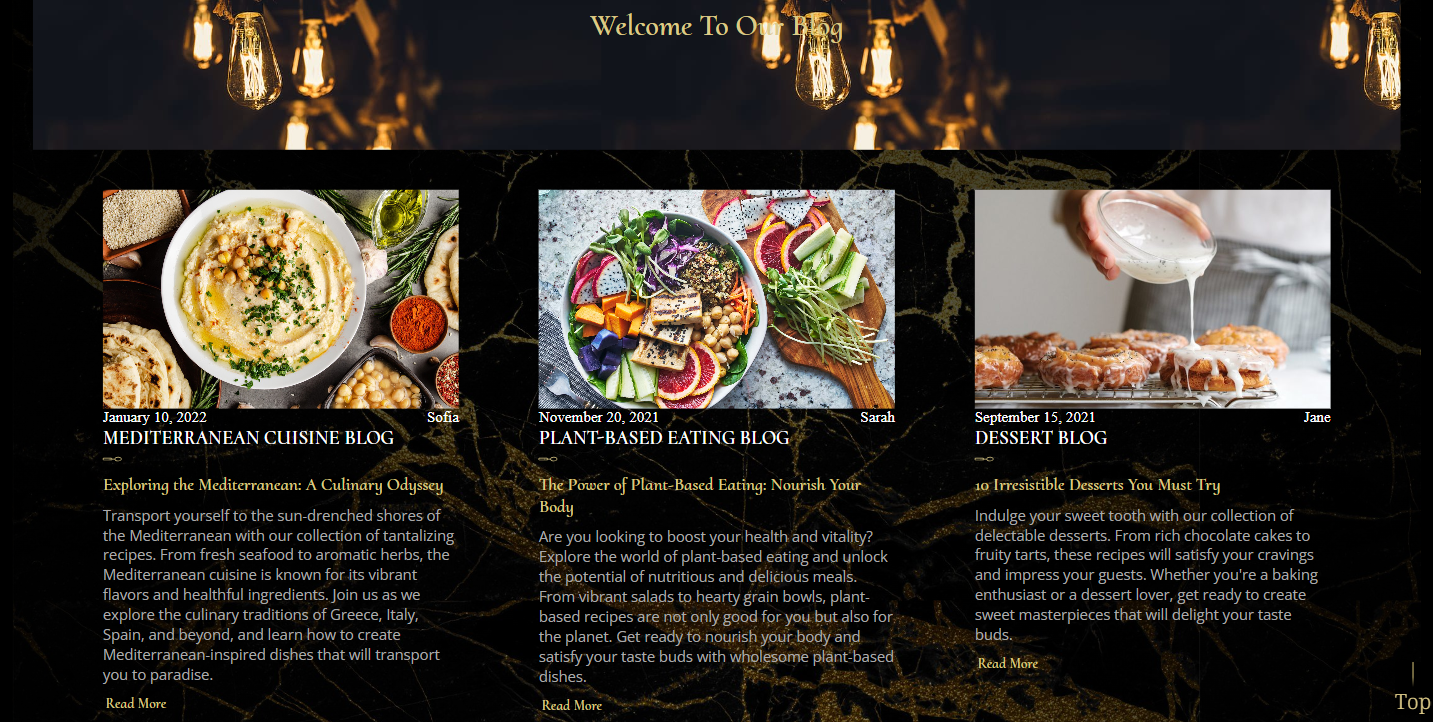 Welcome To Our Blog
January 10, 2022 Sofia
MEDITERRANEAN CUISINE BLOG
Exploring the Mediterranean: A Culinary Odyssey
Transport yourself to the sun-drenched shores of
the Mediterranean with our collection of tantalizing
recipes. From fresh seafood to aromatic herbs, the
Mediterranean cuisine is known for its vibrant
flavors and healthful ingredients. Join us as we
explore the culinary traditions of Greece, Italy,
Spain, and beyond, and learn how to create
Mediterranean-inspired dishes that will transport
you to paradise.
Read More
November 20, 2021 Sarah
PLANT-BASED EATING BLOG
The Power of Plant-Based Eating: Nourish Your
Body
Are you looking to boost your health and vitality?
Explore the world of plant-based eating and unlock
the potential of nutritious and delicious meals.
From vibrant salads to hearty grain bowls, plant-
based recipes are not only good for you but also for
the planet. Get ready to nourish your body and
satisfy your taste buds with wholesome plant-based
dishes.
Read More
September 15, 2021 Jane
DESSERT BLOG
10 Irresistible Desserts You Must Try
Indulge your sweet tooth with our collection of
delectable desserts. From rich chocolate cakes to
fruity tarts, these recipes will satisfy your cravings
and impress your guests. Whether you're a baking
enthusiast or a dessert lover, get ready to create
sweet masterpieces that will delight your taste
buds.
Read More
Top